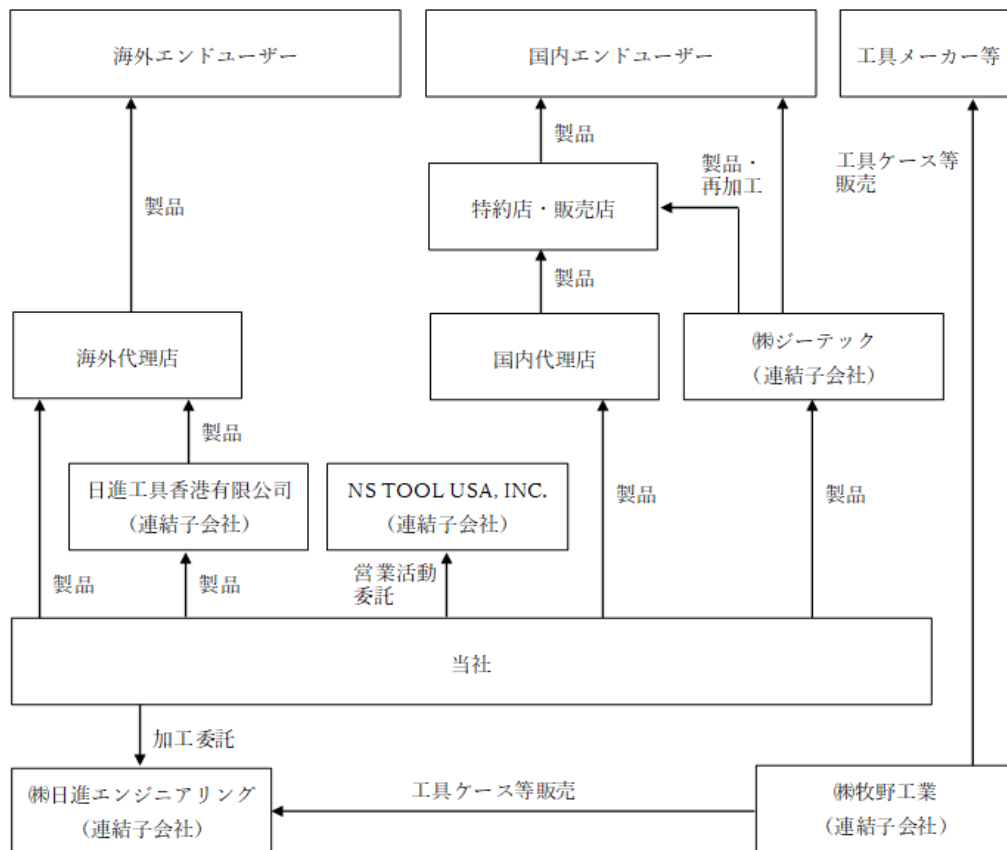 海外エンドユーザー
国内エンドユーザー
工具メーカー等
製品
製品・
再加工
工具ケース等
販売
特約店・販売店
製品
製品
海外代理店
国内代理店
㈱ジーテック
（連結子会社）
製品
日進工具香港有限公司
（連結子会社）
NS TOOL USA, INC.
（連結子会社）
製品
製品
製品
製品
営業活動
委託
当社
加工委託
㈱日進エンジニアリング
（連結子会社）
工具ケース等販売
㈱牧野工業
（連結子会社）